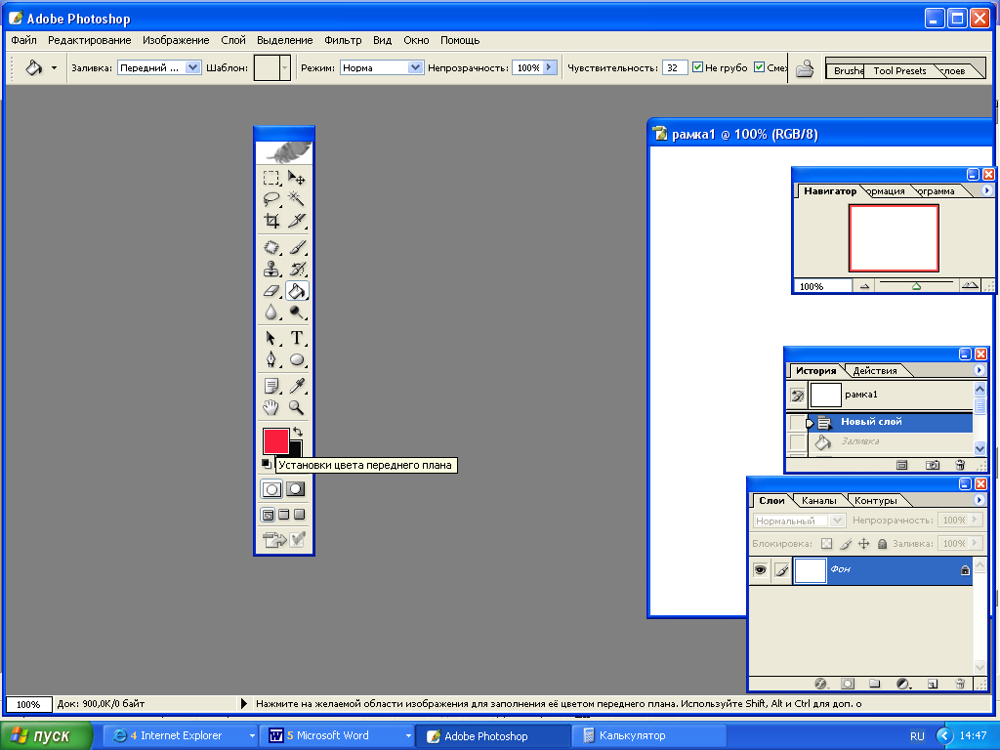 Adobe Photoshop
Файл Редактирование Изображение Слой Выделение Фильтр Вид Окно Помощь
Заливка: Передний ... Шаблон: Режим: Норма Непрозрачность: 100% Чувствительность: 32 Не грубо Сме
Brushe Tool Presets слоев
рамка1 @ 100% (RGB/8)
Навигатор рмация ограмма
100%
T
История Действия
рамка1
Новый слой
Заливка
Установки цвета переднего плана
Слои Каналы Контуры
Нормальный Непрозрачность: 100%
Блокировка: Заливка: 100%
Фон
100% Док: 900,0K/0 байт Нажмите на желаемой области изображения для заполнения её цветом переднего плана. Используйте Shift, Alt и Ctrl для доп. о
пуск 4 Internet Explorer 5 Microsoft Word Adobe Photoshop Калькулятор RU 14:47